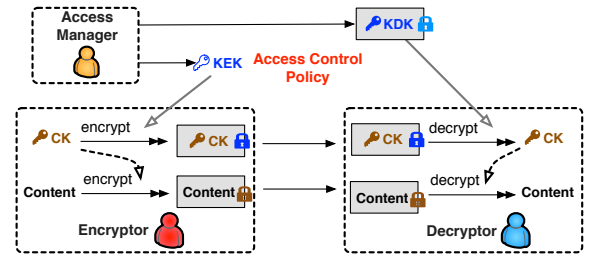 Access
Manager
KDK
KEK
Access Control
Policy
CK
encrypt
CK
CK
decrypt
CK
Content
encrypt
Content
Content
decrypt
Content
Encryptor
Decryptor